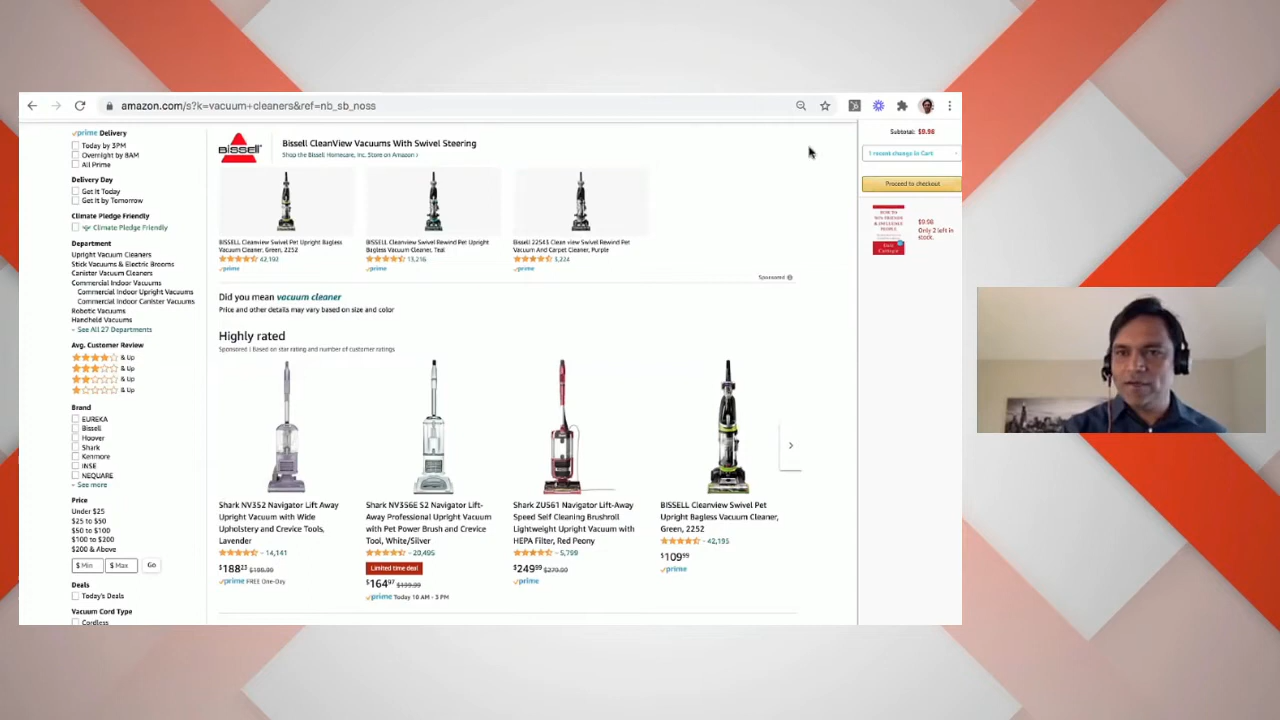 amazon.com/s?k=vacuum+cleaners&ref=nb_sb_noss
prime Delivery
Today by 3PM
Overnight by 8AM
All Prime
Delivery Day
Get It Today
Get It by Tomorrow
Climate Pledge Friendly
Climate Pledge Friendly
Department
Upright Vacuum Cleaners
Stick Vacuums & Electric Brooms
Canister Vacuum Cleaners
Commercial Indoor Vacuums
Commercial Indoor Upright Vacuums
Commercial Indoor Canister Vacuums
Robotic Vacuums
Handheld Vacuums
See All 27 Departments
Avg. Customer Review
& Up
& Up
& Up
& Up
Brand
EUREKA
Bissell
Hoover
Shark
Kenmore
INSE
NEQUARE
See more
Price
Under $25
$25 to $50
$50 to $100
$100 to $200
$200 & Above
$ Min $ Max Go
Deals
Today's Deals
Vacuum Cord Type
Cordless
BISSELL
Bissell CleanView Vacuums With Swivel Steering
Shop the Bissell Homecare, Inc. Store on Amazon ›
BISSELL Cleanview Swivel Pet Upright Bagless
Vacuum Cleaner, Green, 2252
42,192
prime
BISSELL Cleanview Swivel Rewind Pet Upright
Bagless Vacuum Cleaner, Teal
13,216
prime
Bissell 22543 Clean view Swivel Rewind Pet
Vacuum And Carpet Cleaner, Purple
3,224
prime
Sponsored
Did you mean vacuum cleaner
Price and other details may vary based on size and color
Highly rated
Sponsored | Based on star rating and number of customer ratings
Shark NV352 Navigator Lift Away
Upright Vacuum with Wide
Upholstery and Crevice Tools,
Lavender
14,141
$188 23 $199.99
prime FREE One-Day
Shark NV356E S2 Navigator Lift-
Away Professional Upright Vacuum
with Pet Power Brush and Crevice
Tool, White/Silver
20,495
Limited time deal
$164 97 $199.99
prime Today 10 AM - 3 PM
Shark ZU561 Navigator Lift-Away
Speed Self Cleaning Brushroll
Lightweight Upright Vacuum with
HEPA Filter, Red Peony
5,799
$249 99 $279.99
prime
BISSELL Cleanview Swivel Pet
Upright Bagless Vacuum Cleaner,
Green, 2252
42,195
$109 99
prime
Subtotal: $9.98
1 recent change in Cart
Proceed to checkout
HOW TO
WIN FRIENDS
& INFLUENCE
PEOPLE
Dale
Carnegie
$9.98
Only 2 left in
stock.